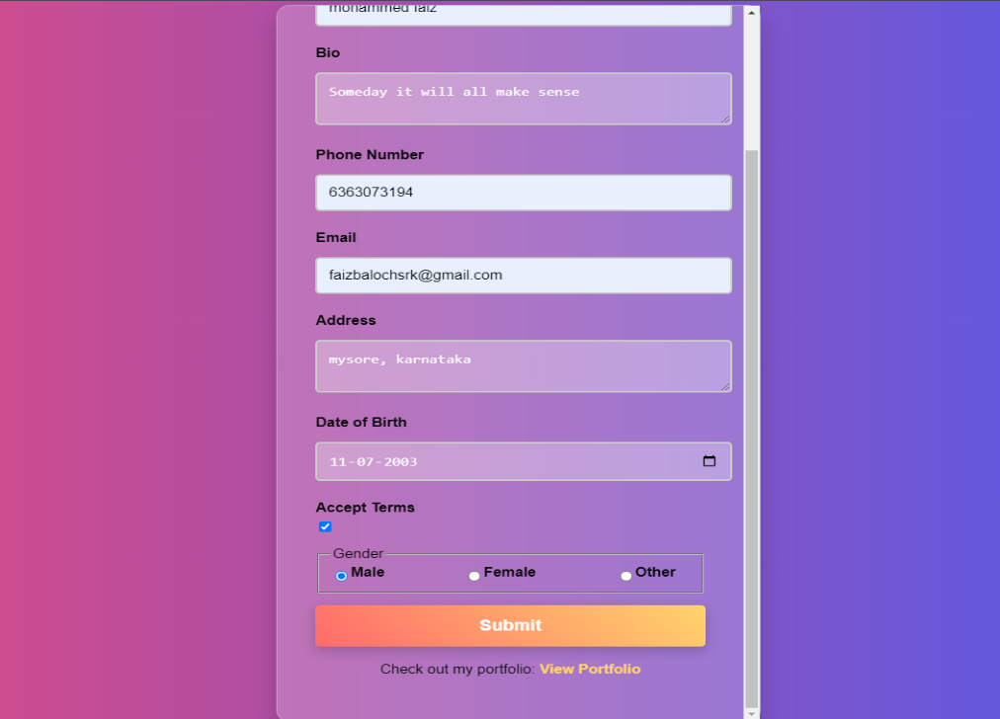 mohammed faiz
Bio
Someday it will all make sense
Phone Number
6363073194
Email
faizbalochsrk@gmail.com
Address
mysore, karnataka
Date of Birth
11-07-2003
Accept Terms
Gender
Male Female Other
Submit
Check out my portfolio: View Portfolio